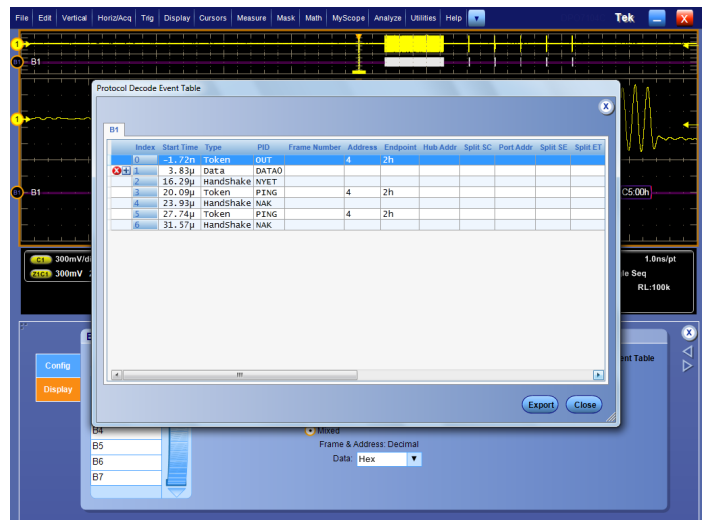 File Edit Vertical Horiz/Acq Trig Display Cursors Measure Mask Math MyScope Analyze Utilities Help Tek X
1
B1 B1
Protocol Decode Event Table
X
B1
Index Start Time Type PID Frame Number Address Endpoint Hub Addr Split SC Port Addr Split SE Split ET
0 -1.72n Token OUT 4 2h
1 3.83µ Data DATA0
2 16.29µ HandShake NYET
3 20.09µ Token PING 4 2h
4 23.93µ HandShake NAK
5 27.74µ Token PING 4 2h
6 31.57µ HandShake NAK
1
B1 B1 C5:00h
C1 300mV/di 1.0ns/pt
Z1C1 300mV le Seq
RL:100k
E X
Config ent Table
Display
Export Close
B4 Mixed
B5 Frame & Address: Decimal
B6 Data: Hex
B7